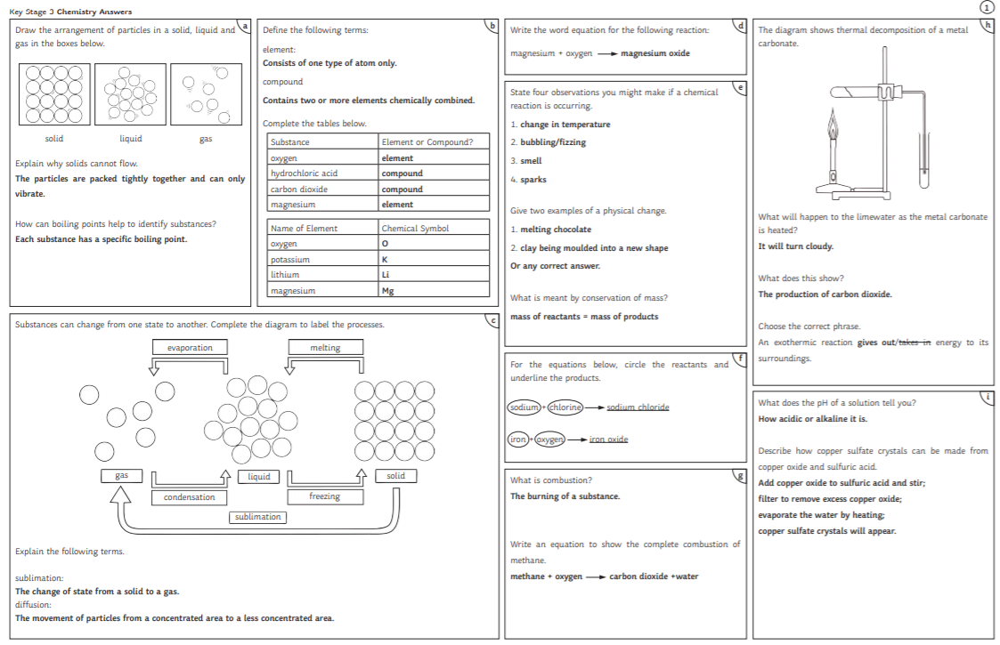 Key Stage 3 Chemistry Answers
1
a
Draw the arrangement of particles in a solid, liquid and
gas in the boxes below.
solid liquid gas
Explain why solids cannot flow.
The particles are packed tightly together and can only
vibrate.
How can boiling points help to identify substances?
Each substance has a specific boiling point.
b
Define the following terms:
element:
Consists of one type of atom only.
compound
Contains two or more elements chemically combined.
Complete the tables below.
Substance Element or Compound?
oxygen element
hydrochloric acid compound
carbon dioxide compound
magnesium element
Name of Element Chemical Symbol
oxygen O
potassium K
lithium Li
magnesium Mg
c
Substances can change from one state to another. Complete the diagram to label the processes.
evaporation melting
gas liquid solid
condensation freezing
sublimation
Explain the following terms.
sublimation:
The change of state from a solid to a gas.
diffusion:
The movement of particles from a concentrated area to a less concentrated area.
d
Write the word equation for the following reaction:
magnesium + oxygen ⟶ magnesium oxide
e
State four observations you might make if a chemical
reaction is occurring.
1. change in temperature
2. bubbling/fizzing
3. smell
4. sparks
Give two examples of a physical change.
1. melting chocolate
2. clay being moulded into a new shape
Or any correct answer.
What is meant by conservation of mass?
mass of reactants = mass of products
f
For the equations below, circle the reactants and
underline the products.
sodium + chlorine ⟶ sodium chloride
iron + oxygen ⟶ iron oxide
g
What is combustion?
The burning of a substance.
Write an equation to show the complete combustion of
methane.
methane + oxygen ⟶ carbon dioxide +water
h
The diagram shows thermal decomposition of a metal
carbonate.
What will happen to the limewater as the metal carbonate
is heated?
It will turn cloudy.
What does this show?
The production of carbon dioxide.
Choose the correct phrase.
An exothermic reaction gives out/takes in energy to its
surroundings.
i
What does the pH of a solution tell you?
How acidic or alkaline it is.
Describe how copper sulfate crystals can be made from
copper oxide and sulfuric acid.
Add copper oxide to sulfuric acid and stir;
filter to remove excess copper oxide;
evaporate the water by heating;
copper sulfate crystals will appear.